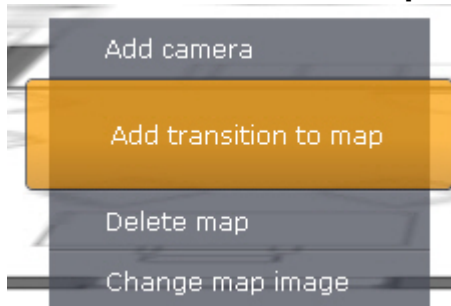 Add camera
Add transition to map
Delete map
Change map image